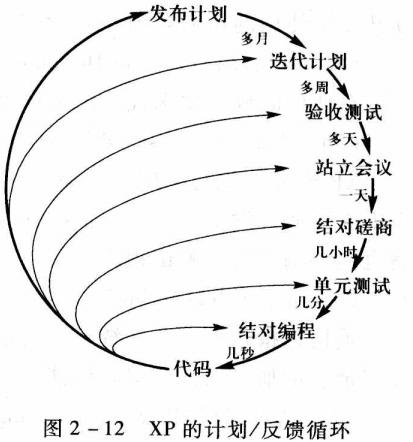 发布计划
多月
迭代计划
多周
验收测试
多天
站立会议
一天
结对磋商
几小时
单元测试
几分
结对编程
几秒
代码
图 2-12 XP 的计划/反馈循环